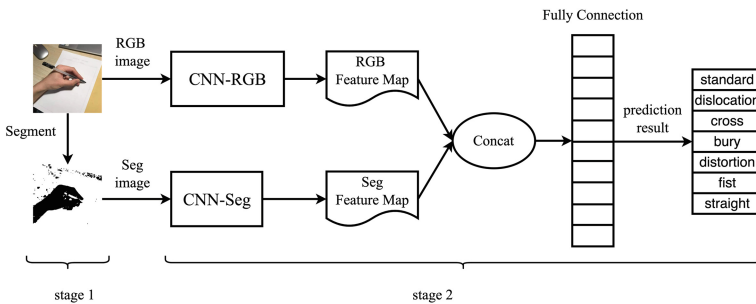 Fully Connection
RGB
image
CNN-RGB
RGB
Feature Map
Segment
Concat
prediction
result
standard
dislocation
cross
bury
distortion
fist
straight
Seg
image
CNN-Seg
Seg
Feature Map
stage 1
stage 2